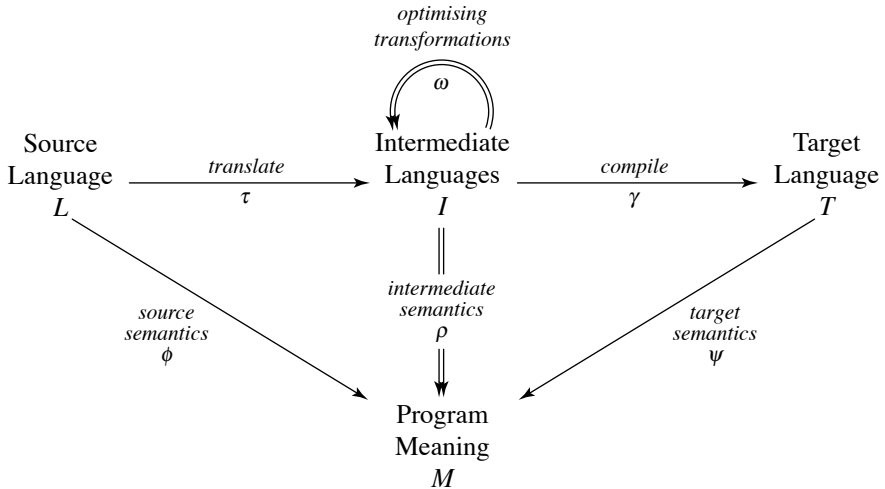 optimising
transformations
ω
Source
Language
L
translate
τ
Intermediate
Languages
I
compile
γ
Target
Language
T
source
semantics
ϕ
intermediate
semantics
ρ
target
semantics
ψ
Program
Meaning
M